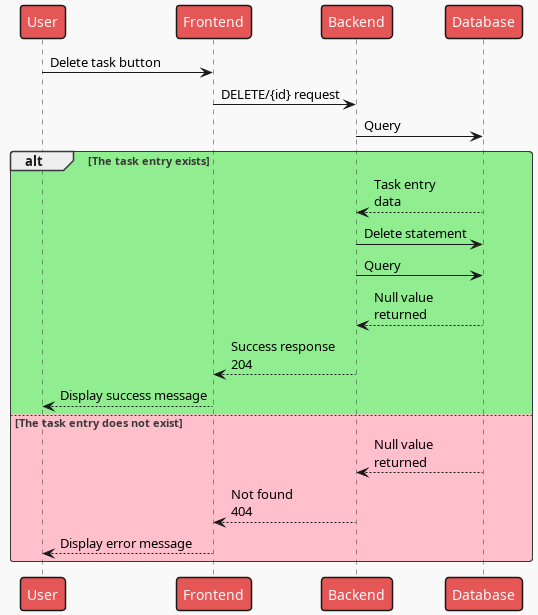 User Frontend Backend Database
Delete task button
DELETE/{id} request
Query
alt [The task entry exists]
Task entry
data
Delete statement
Query
Null value
returned
Success response
204
Display success message
[The task entry does not exist]
Null value
returned
Not found
404
Display error message
User Frontend Backend Database